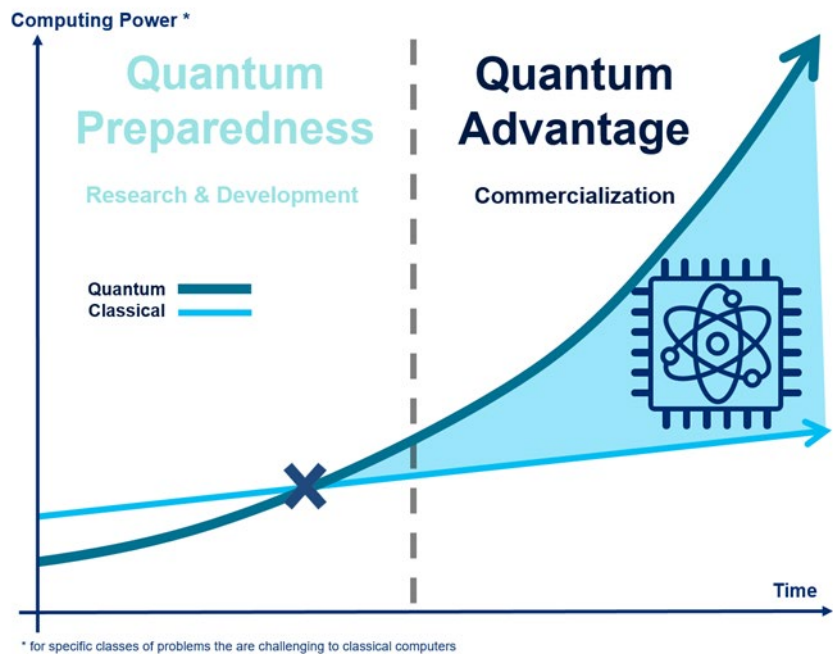 Computing Power *
Quantum
Preparedness
Research & Development
Quantum
Advantage
Commercialization
Quantum
Classical
Time
* for specific classes of problems the are challenging to classical computers